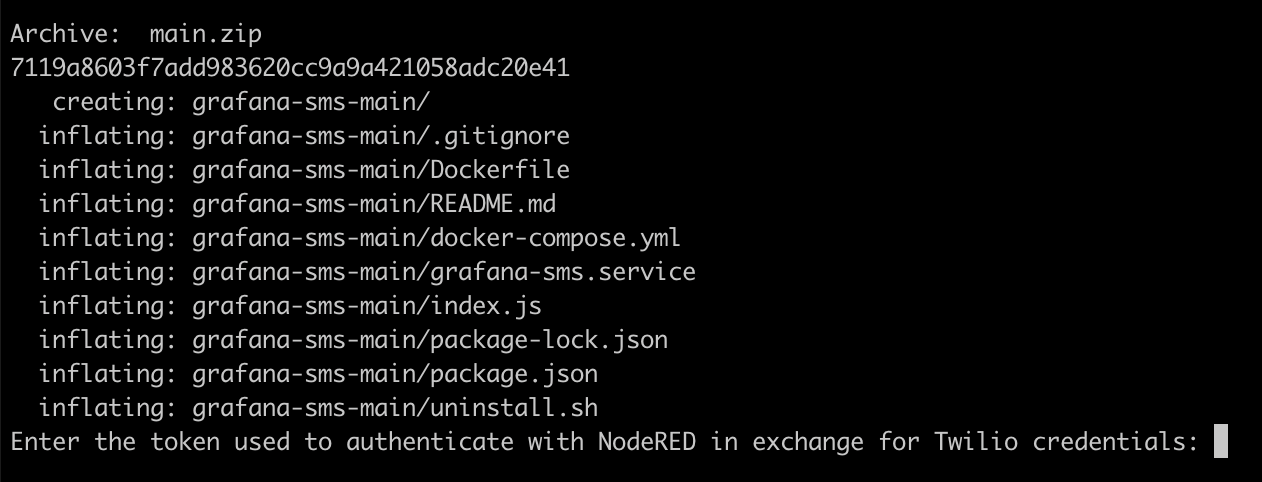 Archive:  main.zip
7119a8603f7add983620cc9a9a421058adc20e41
   creating: grafana-sms-main/
  inflating: grafana-sms-main/.gitignore
  inflating: grafana-sms-main/Dockerfile
  inflating: grafana-sms-main/README.md
  inflating: grafana-sms-main/docker-compose.yml
  inflating: grafana-sms-main/grafana-sms.service
  inflating: grafana-sms-main/index.js
  inflating: grafana-sms-main/package-lock.json
  inflating: grafana-sms-main/package.json
  inflating: grafana-sms-main/uninstall.sh
Enter the token used to authenticate with NodeRED in exchange for Twilio credentials: